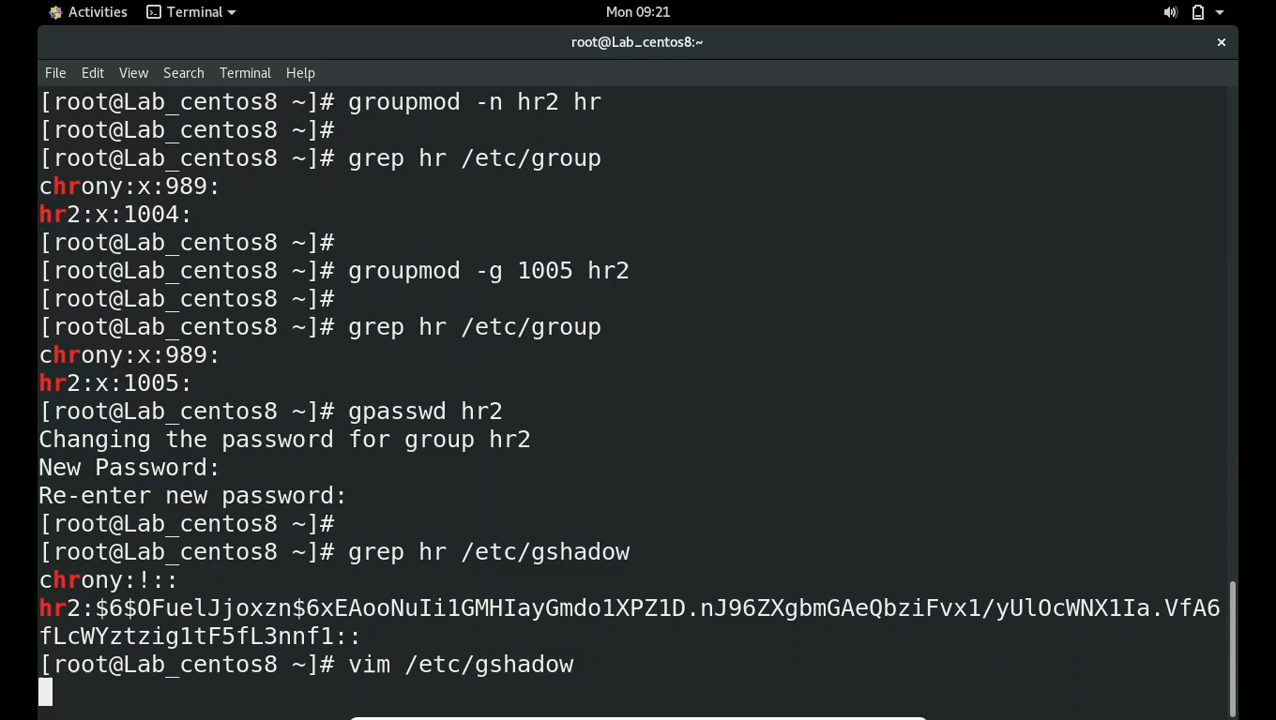 Activities Terminal Mon 09:21
root@Lab_centos8:~ ×
File Edit View Search Terminal Help
[root@Lab_centos8 ~]# groupmod -n hr2 hr
[root@Lab_centos8 ~]#
[root@Lab_centos8 ~]# grep hr /etc/group
chrony:x:989:
hr2:x:1004:
[root@Lab_centos8 ~]#
[root@Lab_centos8 ~]# groupmod -g 1005 hr2
[root@Lab_centos8 ~]#
[root@Lab_centos8 ~]# grep hr /etc/group
chrony:x:989:
hr2:x:1005:
[root@Lab_centos8 ~]# gpasswd hr2
Changing the password for group hr2
New Password:
Re-enter new password:
[root@Lab_centos8 ~]#
[root@Lab_centos8 ~]# grep hr /etc/gshadow
chrony:!::
hr2:$6$OFuelJjoxzn$6xEAooNuIi1GMHIayGmdo1XPZ1D.nJ96ZXgbmGAeQbziFvx1/yUlOcWNX1Ia.VfA6
fLcWYztzig1tF5fL3nnf1::
[root@Lab_centos8 ~]# vim /etc/gshadow